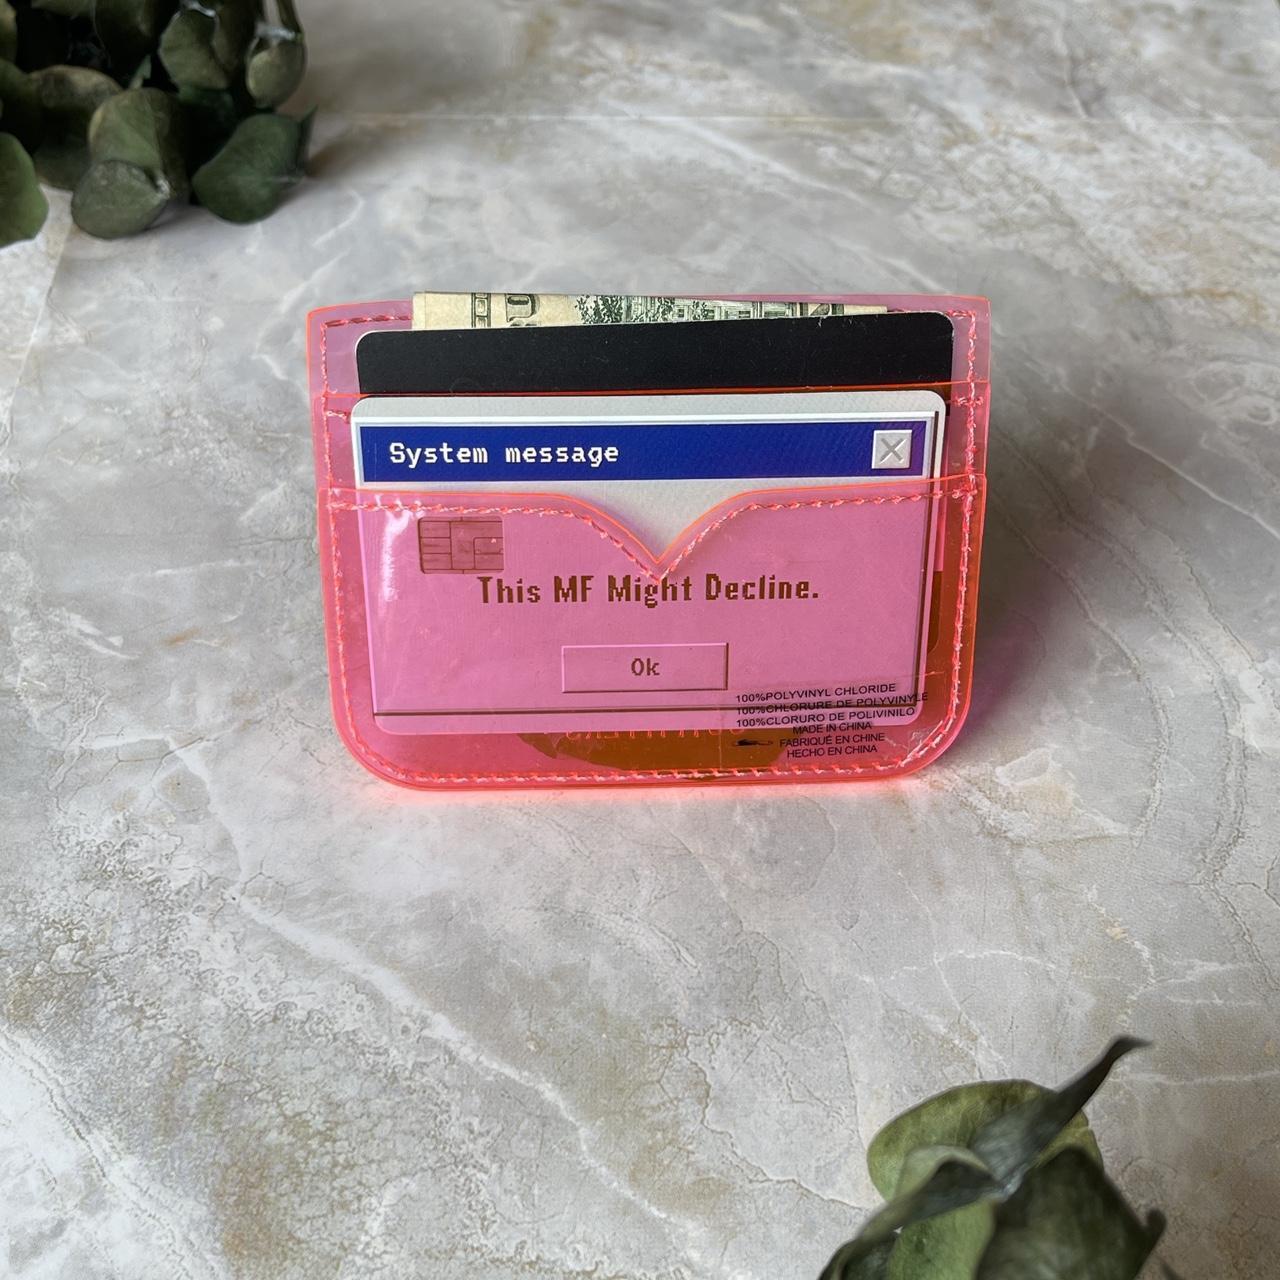 System message
This MF Might Decline.
Ok
100%POLYVINYL CHLORIDE
100%CHLORURE DE POLYVINYLE
100%CLORURO DE POLIVINILO
MADE IN CHINA
FABRIQUÉ EN CHINE
HECHO EN CHINA